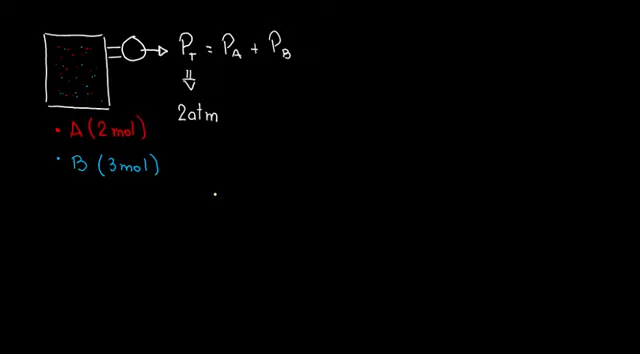 P_T = P_A + P_B
2atm
• A (2 mol)
• B (3 mol)